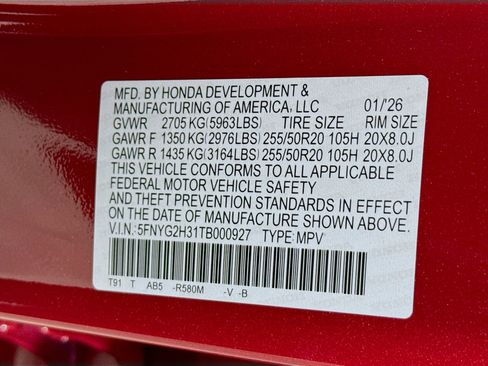 MFD. BY HONDA DEVELOPMENT &
MANUFACTURING OF AMERICA, LLC 01/'26
GVWR 2705 KG(5963LBS) TIRE SIZE RIM SIZE
GAWR F 1350 KG(2976LBS) 255/50R20 105H 20X8.0J
GAWR R 1435 KG(3164LBS) 255/50R20 105H 20X8.0J
THIS VEHICLE CONFORMS TO ALL APPLICABLE
FEDERAL MOTOR VEHICLE SAFETY
AND THEFT PREVENTION STANDARDS IN EFFECT
ON THE DATE OF MANUFACTURE SHOWN ABOVE.
V.I.N.: 5FNYG2H31TB000927 TYPE: MPV
T91 T AB5 -R580M -V -B